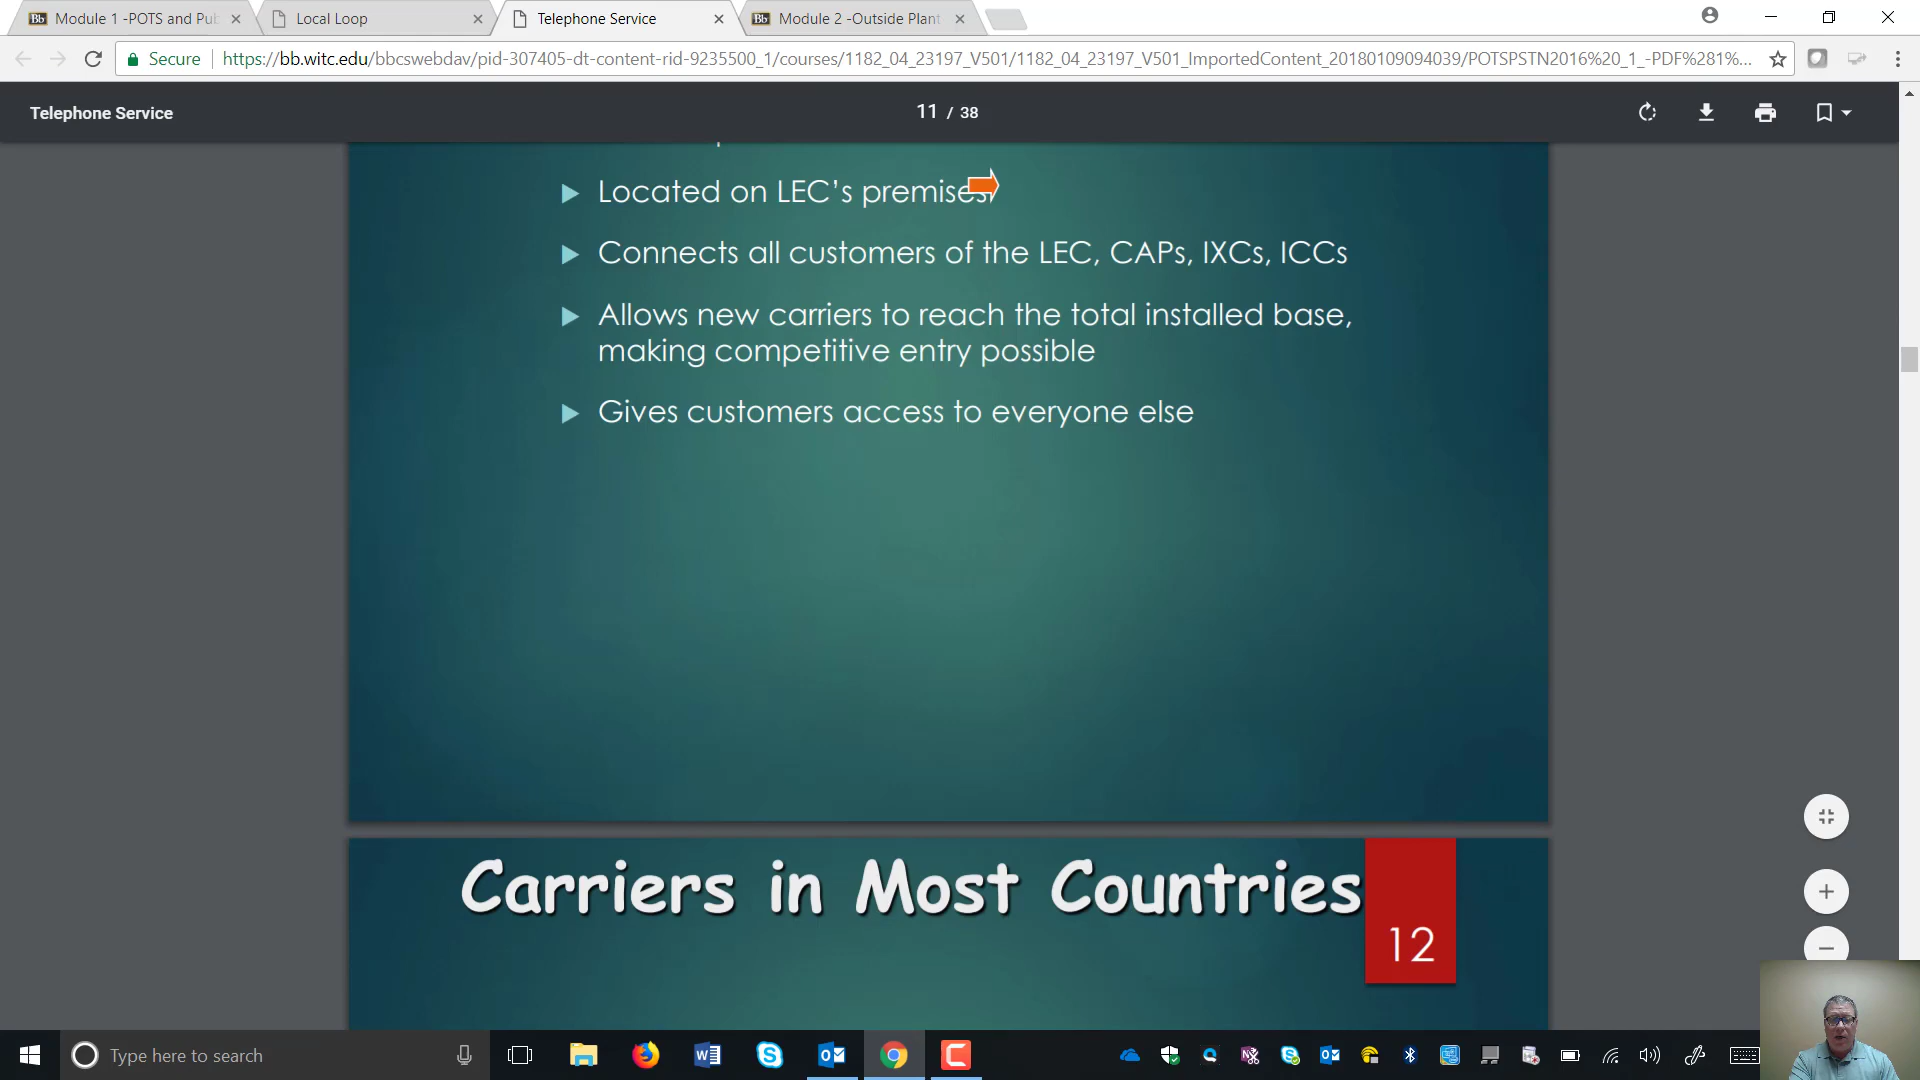 Module 1 -POTS and Pu
Local Loop
Telephone Service
Module 2 -Outside Plant
Secure
https://bb.witc.edu/bbcswebdav/pid-307405-dt-content-rid-9235500_1/courses/1182_04_23197_V501/1182_04_23197_V501_ImportedContent_20180109094039/POTSPSTN2016%20_1_-PDF%281%...
Telephone Service
11 / 38
Located on LEC’s premises
Connects all customers of the LEC, CAPs, IXCs, ICCs
Allows new carriers to reach the total installed base,
making competitive entry possible
Gives customers access to everyone else
Carriers in Most Countries
12
Type here to search